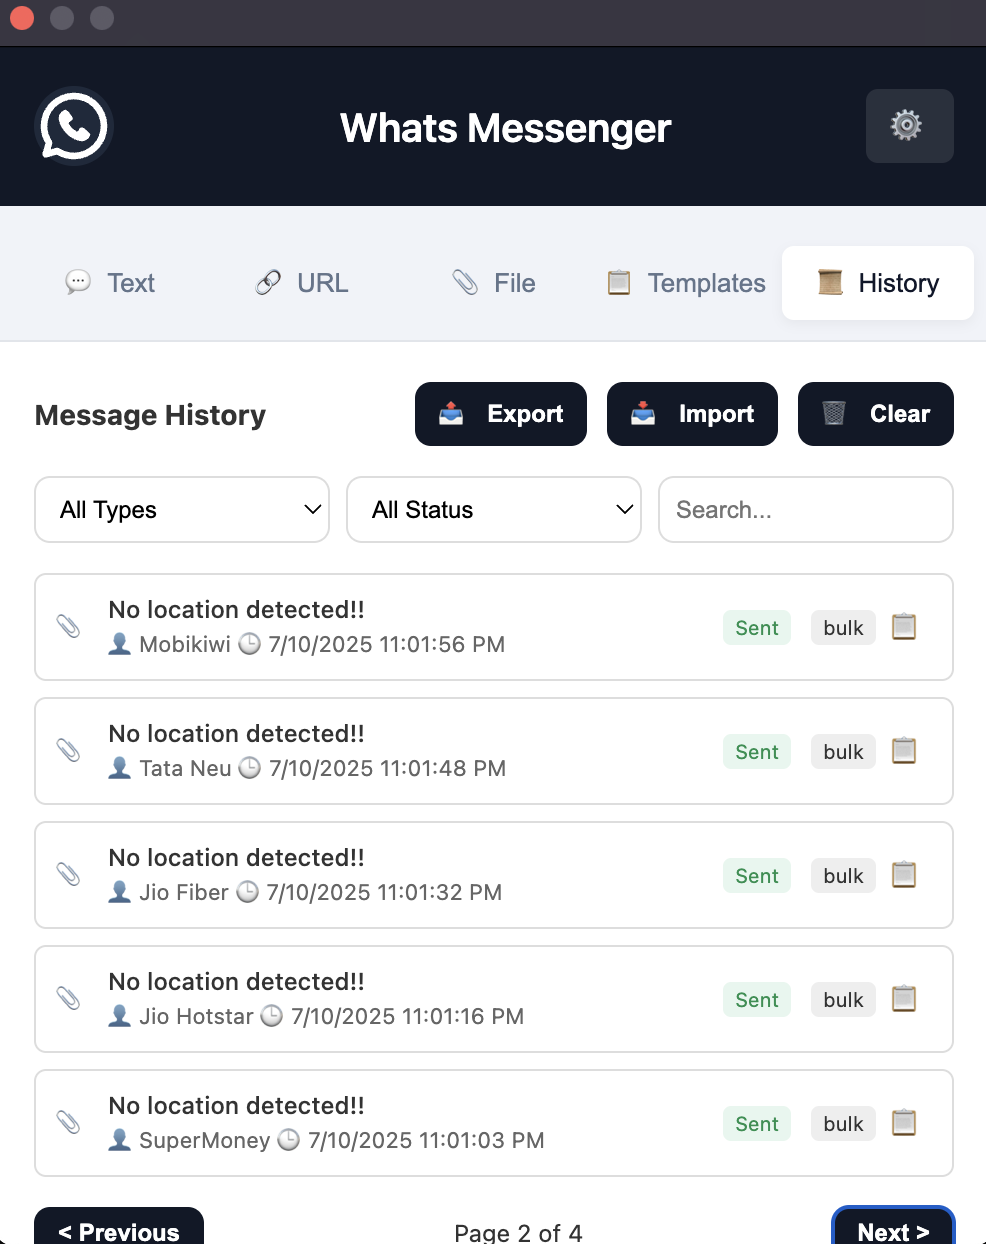 Whats Messenger
Text URL File Templates History
Message History Export Import Clear
All Types All Status Search...
No location detected!!
Mobikiwi 7/10/2025 11:01:56 PM
Sent bulk
No location detected!!
Tata Neu 7/10/2025 11:01:48 PM
Sent bulk
No location detected!!
Jio Fiber 7/10/2025 11:01:32 PM
Sent bulk
No location detected!!
Jio Hotstar 7/10/2025 11:01:16 PM
Sent bulk
No location detected!!
SuperMoney 7/10/2025 11:01:03 PM
Sent bulk
< Previous Page 2 of 4 Next >